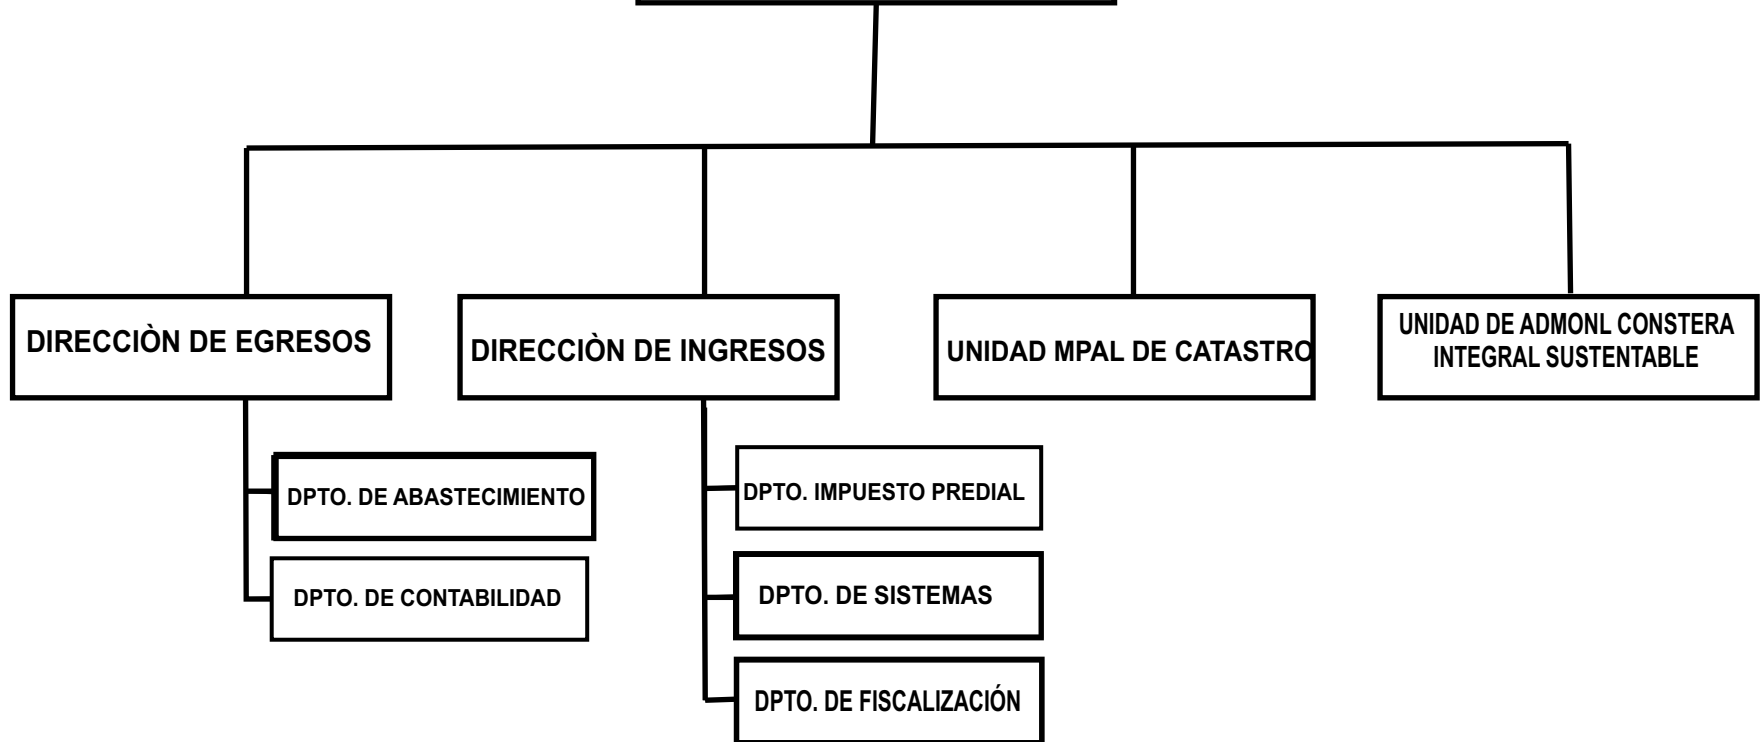 DIRECCIÒN DE EGRESOS
DIRECCIÒN DE INGRESOS
UNIDAD MPAL DE CATASTRO
UNIDAD DE ADMONL CONSTERA
INTEGRAL SUSTENTABLE
DPTO. DE ABASTECIMIENTO
DPTO. DE CONTABILIDAD
DPTO. IMPUESTO PREDIAL
DPTO. DE SISTEMAS
DPTO. DE FISCALIZACIÓN